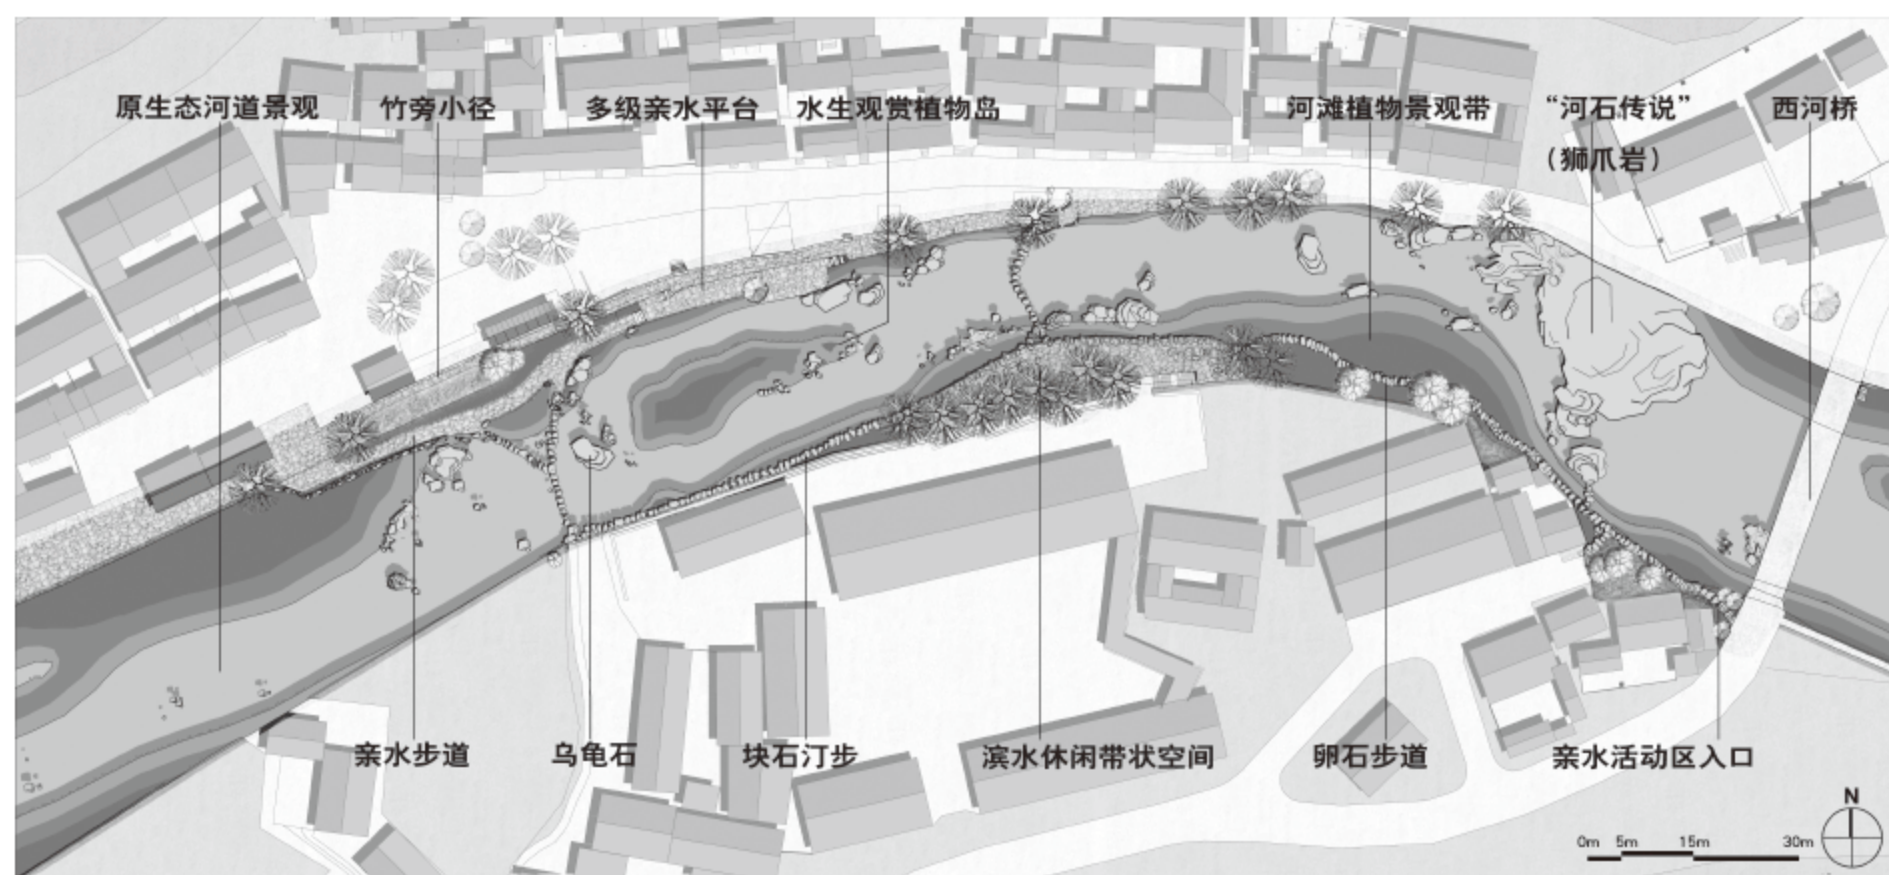 原生态河道景观
竹旁小径
多级亲水平台
水生观赏植物岛
河滩植物景观带
“河石传说”
（狮爪岩）
西河桥
亲水步道
乌龟石
块石汀步
滨水休闲带状空间
卵石步道
亲水活动区入口
N
0m 5m 15m 30m